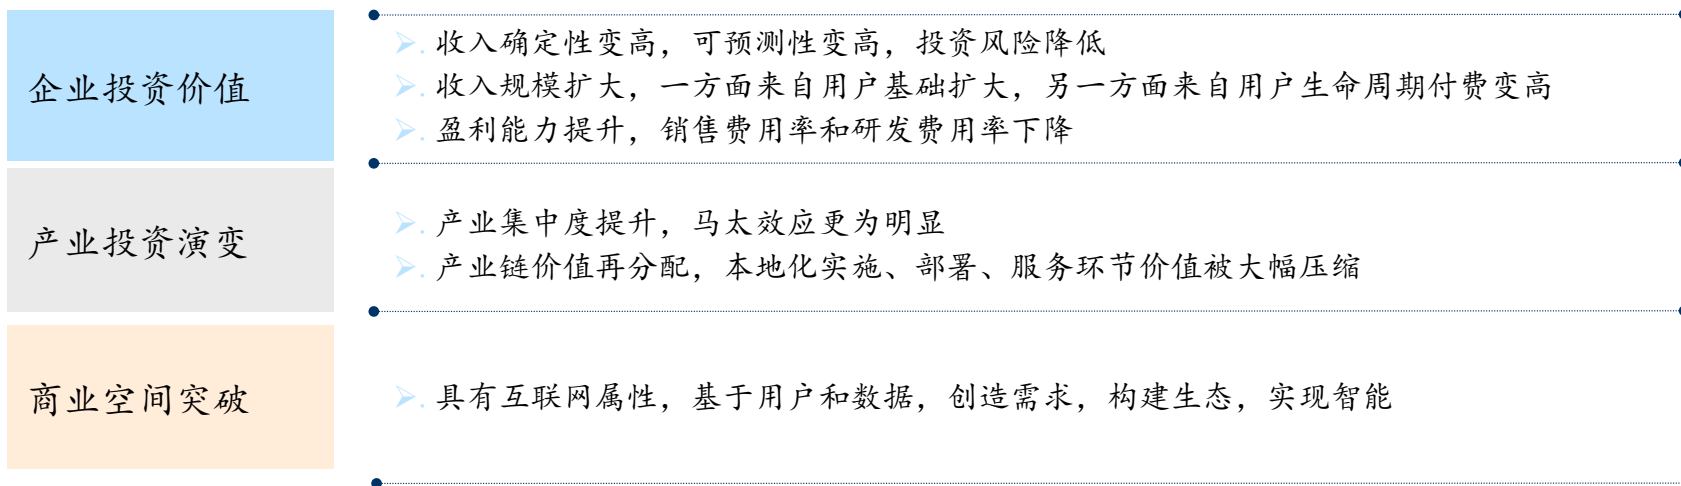 企业投资价值
➢. 收入确定性变高，可预测性变高，投资风险降低
➢. 收入规模扩大，一方面来自用户基础扩大，另一方面来自用户生命周期付费变高
➢. 盈利能力提升，销售费用率和研发费用率下降
产业投资演变
➢. 产业集中度提升，马太效应更为明显
➢. 产业链价值再分配，本地化实施、部署、服务环节价值被大幅压缩
商业空间突破
➢. 具有互联网属性，基于用户和数据，创造需求，构建生态，实现智能